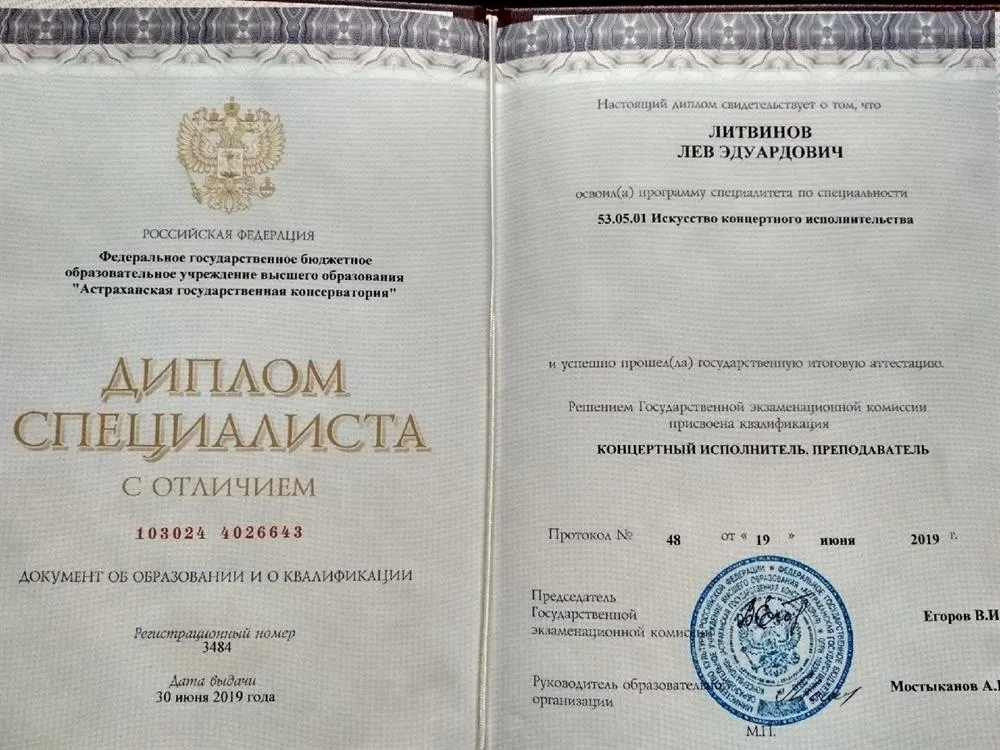 РОССИЙСКАЯ ФЕДЕРАЦИЯ
Федеральное государственное бюджетное
образовательное учреждение высшего образования
"Астраханская государственная консерватория"
ДИПЛОМ
СПЕЦИАЛИСТА
С ОТЛИЧИЕМ
103024 4026643
ДОКУМЕНТ ОБ ОБРАЗОВАНИИ И О КВАЛИФИКАЦИИ
Регистрационный номер
3484
Дата выдачи
30 июня 2019 года
Настоящий диплом свидетельствует о том, что
ЛИТВИНОВ
ЛЕВ ЭДУАРДОВИЧ
освоил(а) программу специалитета по специальности
53.05.01 Искусство концертного исполнительства
и успешно прошел(ла) государственную итоговую аттестацию.
Решением Государственной экзаменационной комиссии
присвоена квалификация
КОНЦЕРТНЫЙ ИСПОЛНИТЕЛЬ. ПРЕПОДАВАТЕЛЬ
Протокол № 48 от « 19 » июня 2019 г.
Председатель
Государственной
экзаменационной комиссии Егоров В.И
Руководитель образовательной
организации Мостыканов А.
М.П.